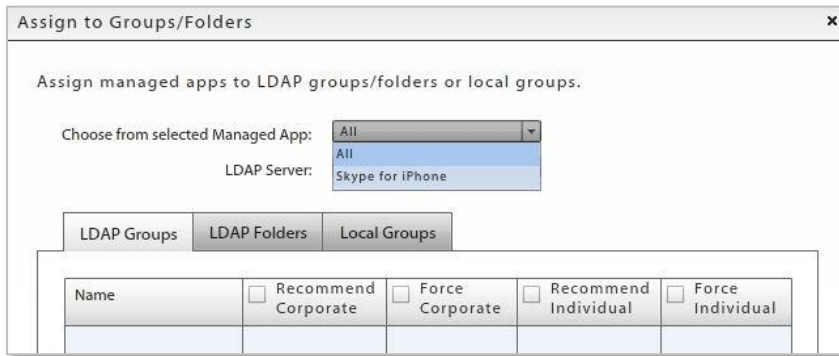 Assign to Groups/Folders x
Assign managed apps to LDAP groups/folders or local groups.
Choose from selected Managed App: All
All
LDAP Server:
Skype for iPhone
LDAP Groups LDAP Folders Local Groups
Name Recommend Corporate Force Corporate Recommend Individual Force Individual